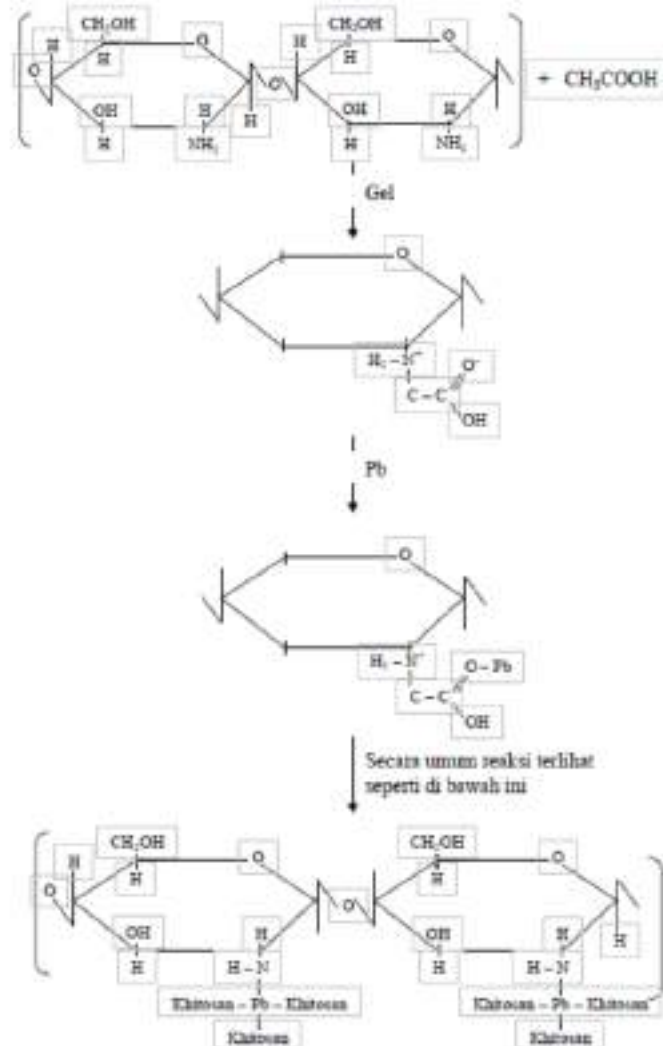 CH₂OH O CH₂OH O
H H H H
O O + CH₃COOH
OH H OH H
H NH₂ H H NH₂
Gel
O
H₂ – N⁺ O⁻
C – C
OH
Pb
O
H₂ – N⁺ O – Pb
C – C
OH
Secara umum reaksi terlihat
seperti di bawah ini
CH₂OH O CH₂OH O
H H H
O O
OH H OH H H
H H – N H H – N
Khitosan – Pb – Khitosan Khitosan – Pb – Khitosan
Khitosan Khitosan